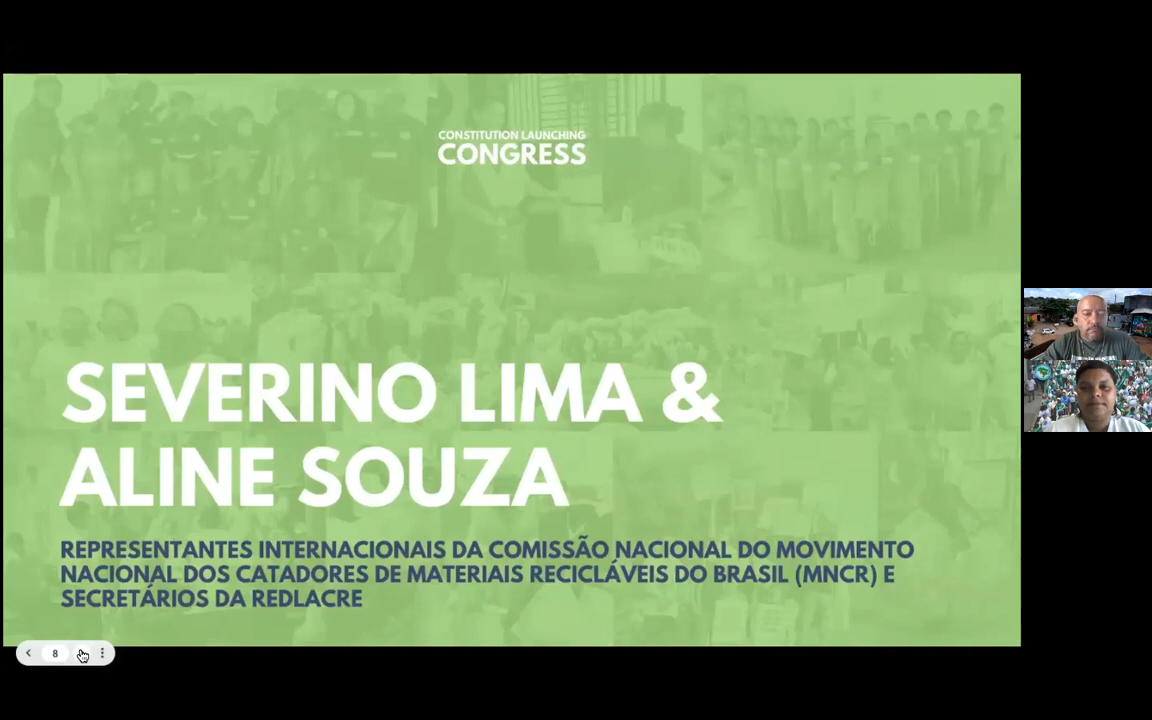 CONSTITUTION LAUNCHING
CONGRESS
SEVERINO LIMA &
ALINE SOUZA
REPRESENTANTES INTERNACIONAIS DA COMISSÃO NACIONAL DO MOVIMENTO
NACIONAL DOS CATADORES DE MATERIAIS RECICLÁVEIS DO BRASIL (MNCR) E
SECRETÁRIOS DA REDLACRE
8